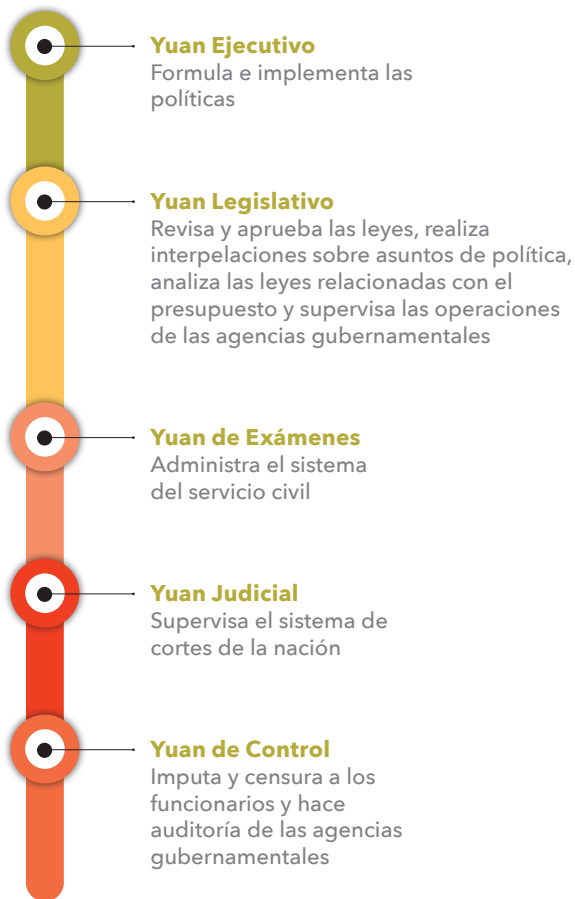 Yuan Ejecutivo
Formula e implementa las
políticas
Yuan Legislativo
Revisa y aprueba las leyes, realiza
interpelaciones sobre asuntos de política,
analiza las leyes relacionadas con el
presupuesto y supervisa las operaciones
de las agencias gubernamentales
Yuan de Exámenes
Administra el sistema
del servicio civil
Yuan Judicial
Supervisa el sistema de
cortes de la nación
Yuan de Control
Imputa y censura a los
funcionarios y hace
auditoría de las agencias
gubernamentales